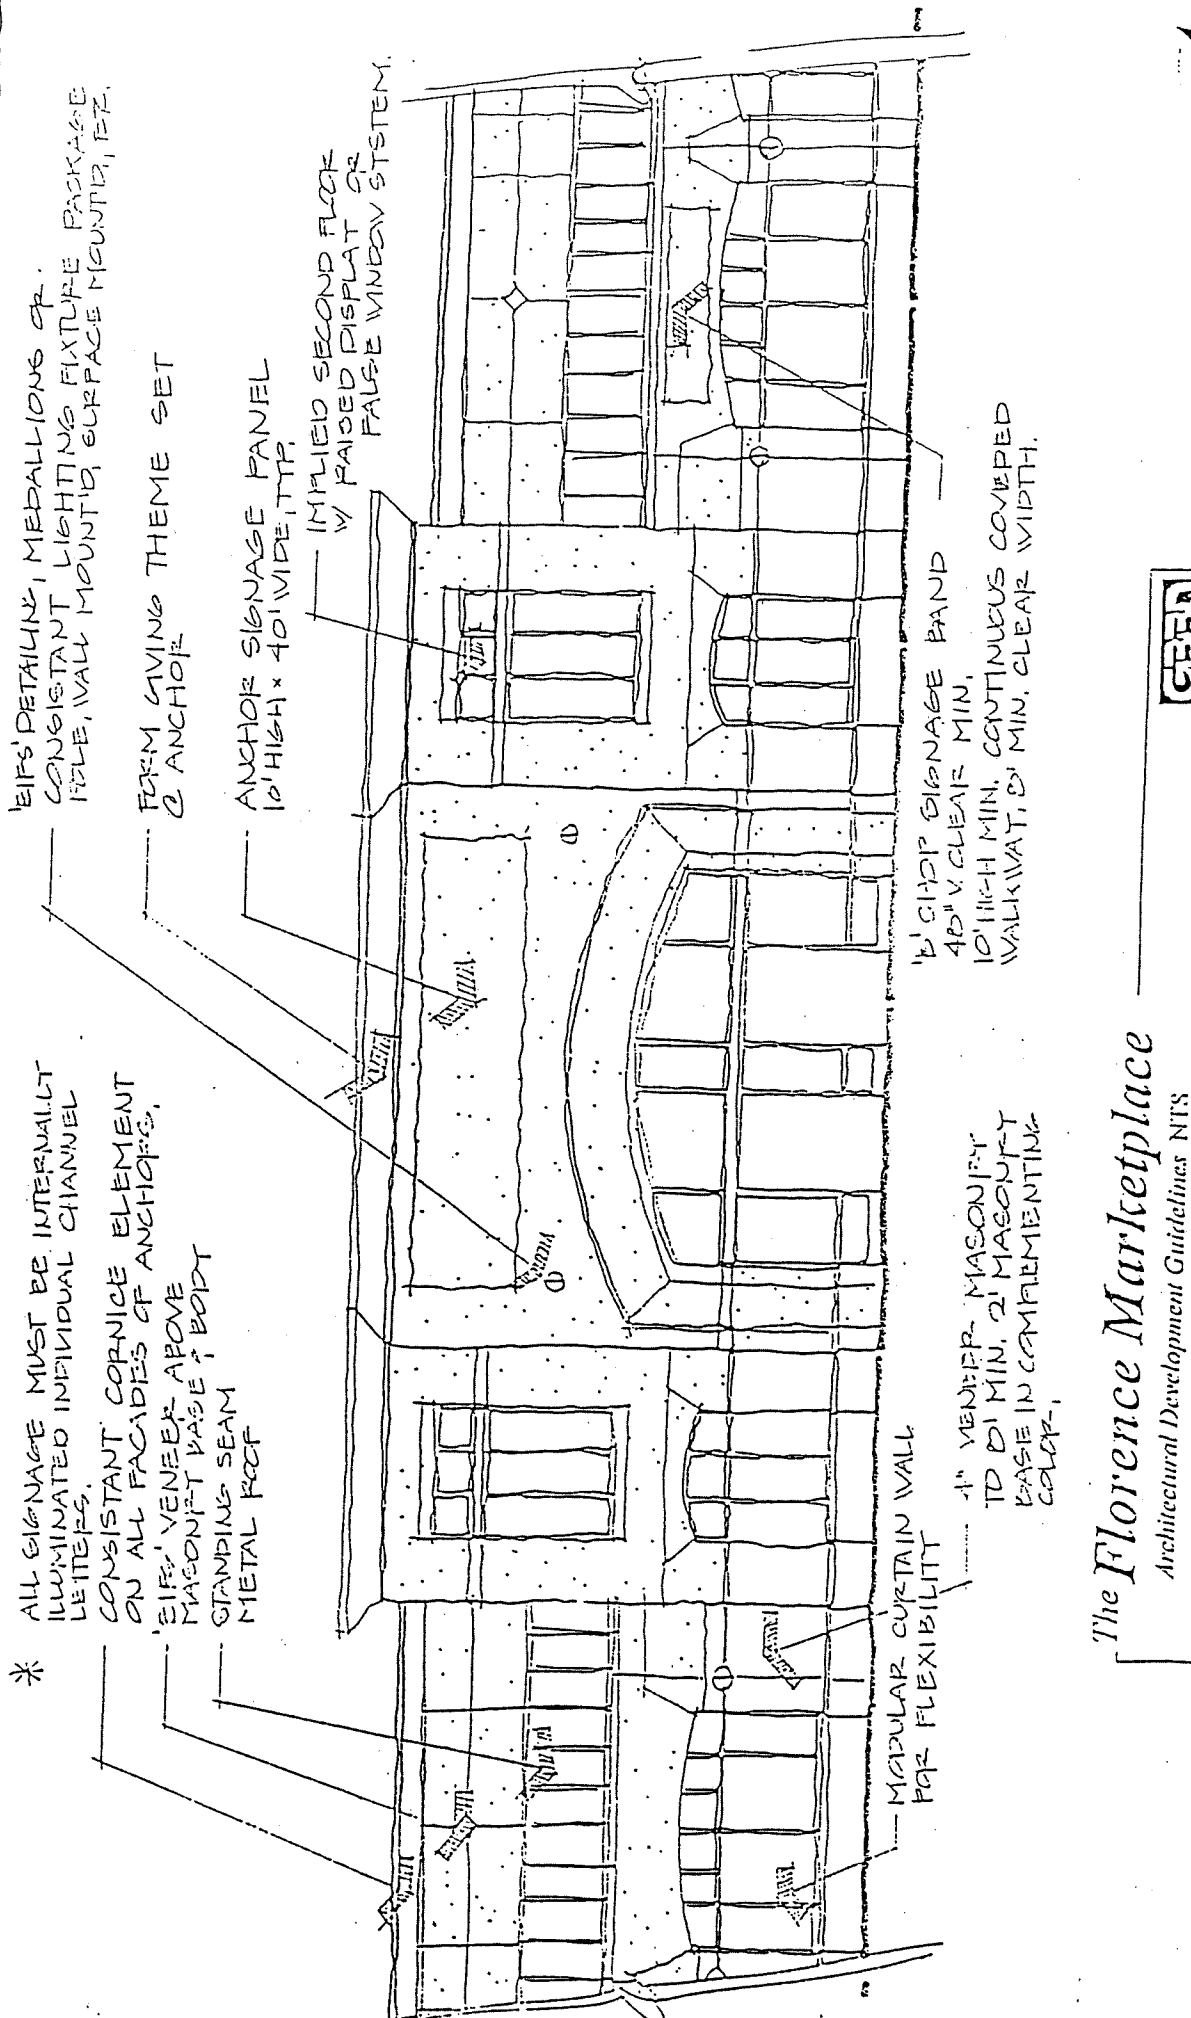 * ALL SIGNAGE MUST BE INTERNALLY
ILLUMINATED INDIVIDUAL CHANNEL
LETTERS.
CONSISTANT CORNICE ELEMENT
ON ALL FACADES OF ANCHORS.
'EIFS' VENEER ABOVE
MASONRY BASE & BODY
STANDING SEAM
METAL ROOF
'EIFS' DETAILING, MEDALLIONS OR
CONSISTANT LIGHTING FIXTURE PACKAGE
POLE, WALL MOUNT'D, SURFACE MOUNT'D, ETC.
FORM GIVING THEME SET
@ ANCHOR
ANCHOR SIGNAGE PANEL
10' HIGH × 40' WIDE, TYP.
IMPLIED SECOND FLOOR
W/ RAISED DISPLAY OR
FALSE WINDOW SYSTEM.
MODULAR CURTAIN WALL
FOR FLEXIBILITY
4" VENEER MASONRY
TO 8' MIN. 2' MASONRY
BASE IN COMPLEMENTING
COLOR.
SHOP SIGNAGE BAND
48" V. CLEAR MIN.
10' HIGH MIN. CONTINUOUS COVERED
WALKWAY, 8' MIN. CLEAR WIDTH.
The Florence Marketplace
Architectural Development Guidelines NTS